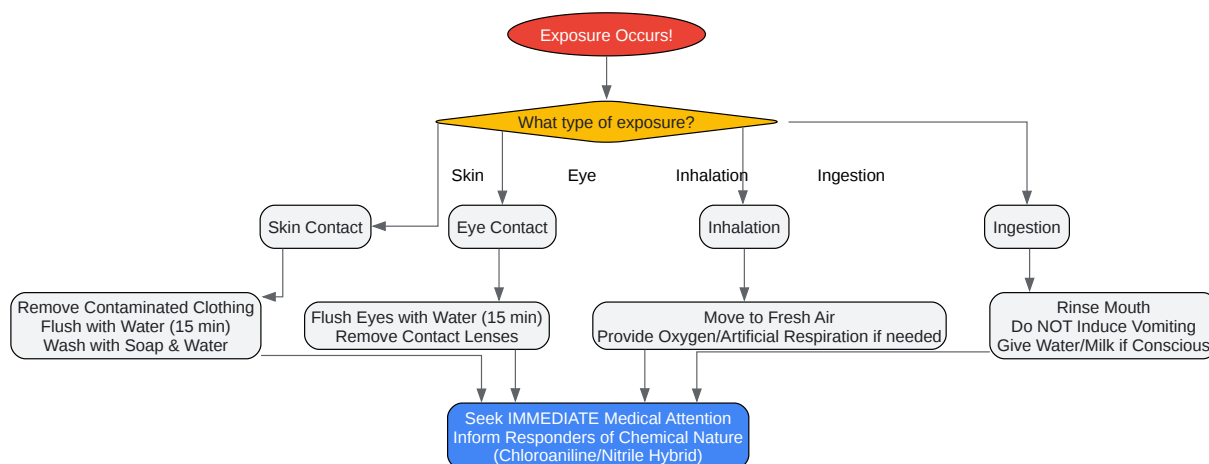 Exposure Occurs!
What type of exposure?
Skin
Eye
Inhalation
Ingestion
Skin Contact
Eye Contact
Inhalation
Ingestion
Remove Contaminated Clothing
Flush with Water (15 min)
Wash with Soap & Water
Flush Eyes with Water (15 min)
Remove Contact Lenses
Move to Fresh Air
Provide Oxygen/Artificial Respiration if needed
Rinse Mouth
Do NOT Induce Vomiting
Give Water/Milk if Conscious
Seek IMMEDIATE Medical Attention
Inform Responders of Chemical Nature
(Chloroaniline/Nitrile Hybrid)